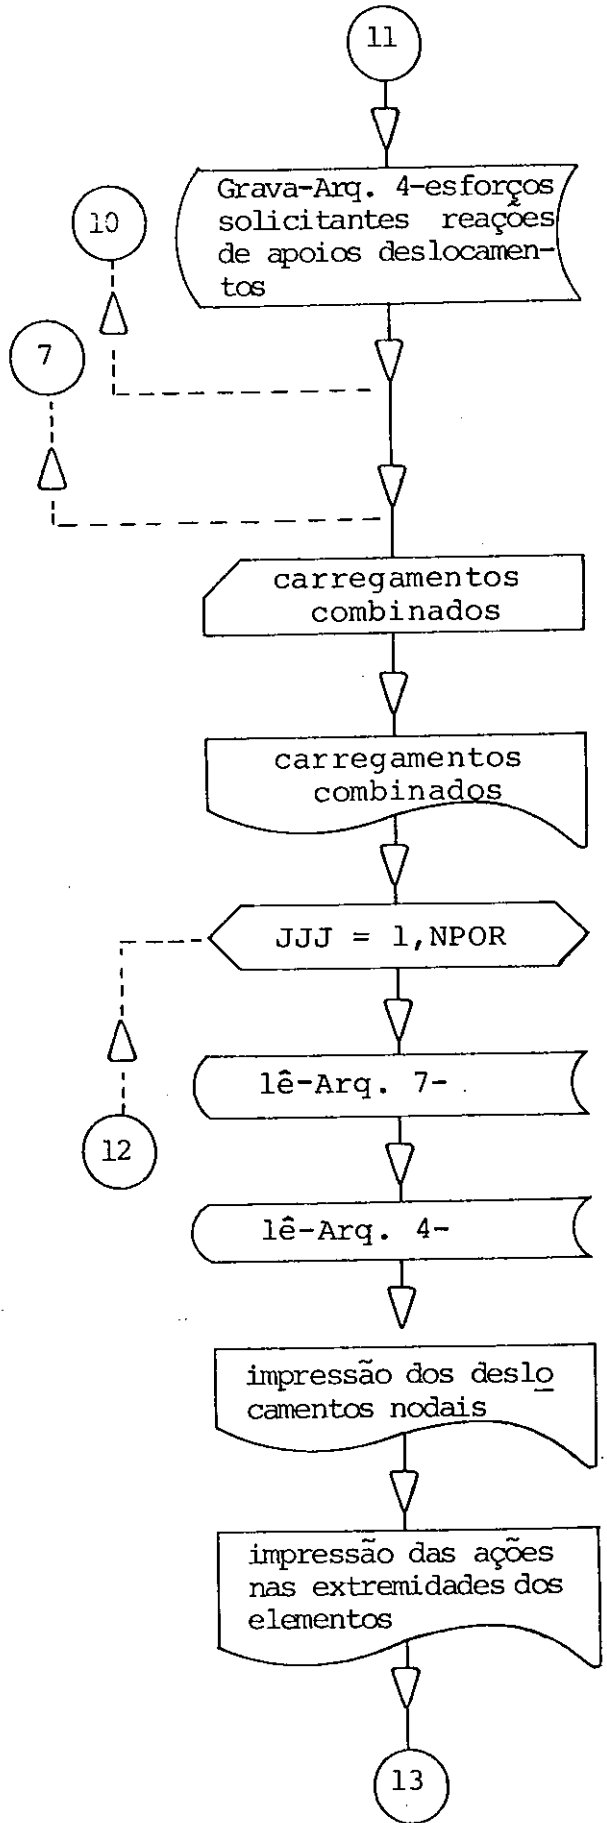 11
Grava-Arq. 4-esforços
solicitantes reações
de apoios deslocamen-
tos
10
7
carregamentos
combinados
carregamentos
combinados
JJJ = 1,NPOR
lê-Arq. 7-
12
lê-Arq. 4-
impressão dos deslo
camentos nodais
impressão das ações
nas extremidades dos
elementos
13